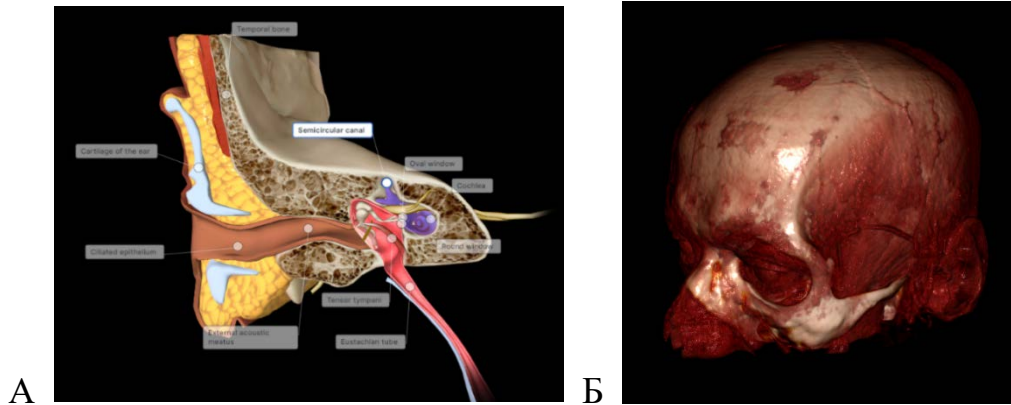 Temporal bone
Semicircular canal
Cartilage of the ear
Oval window
Cochlea
Ciliated epithelium
Round window
Tensor tympani
External acoustic
meatus
Eustachian tube
А
Б